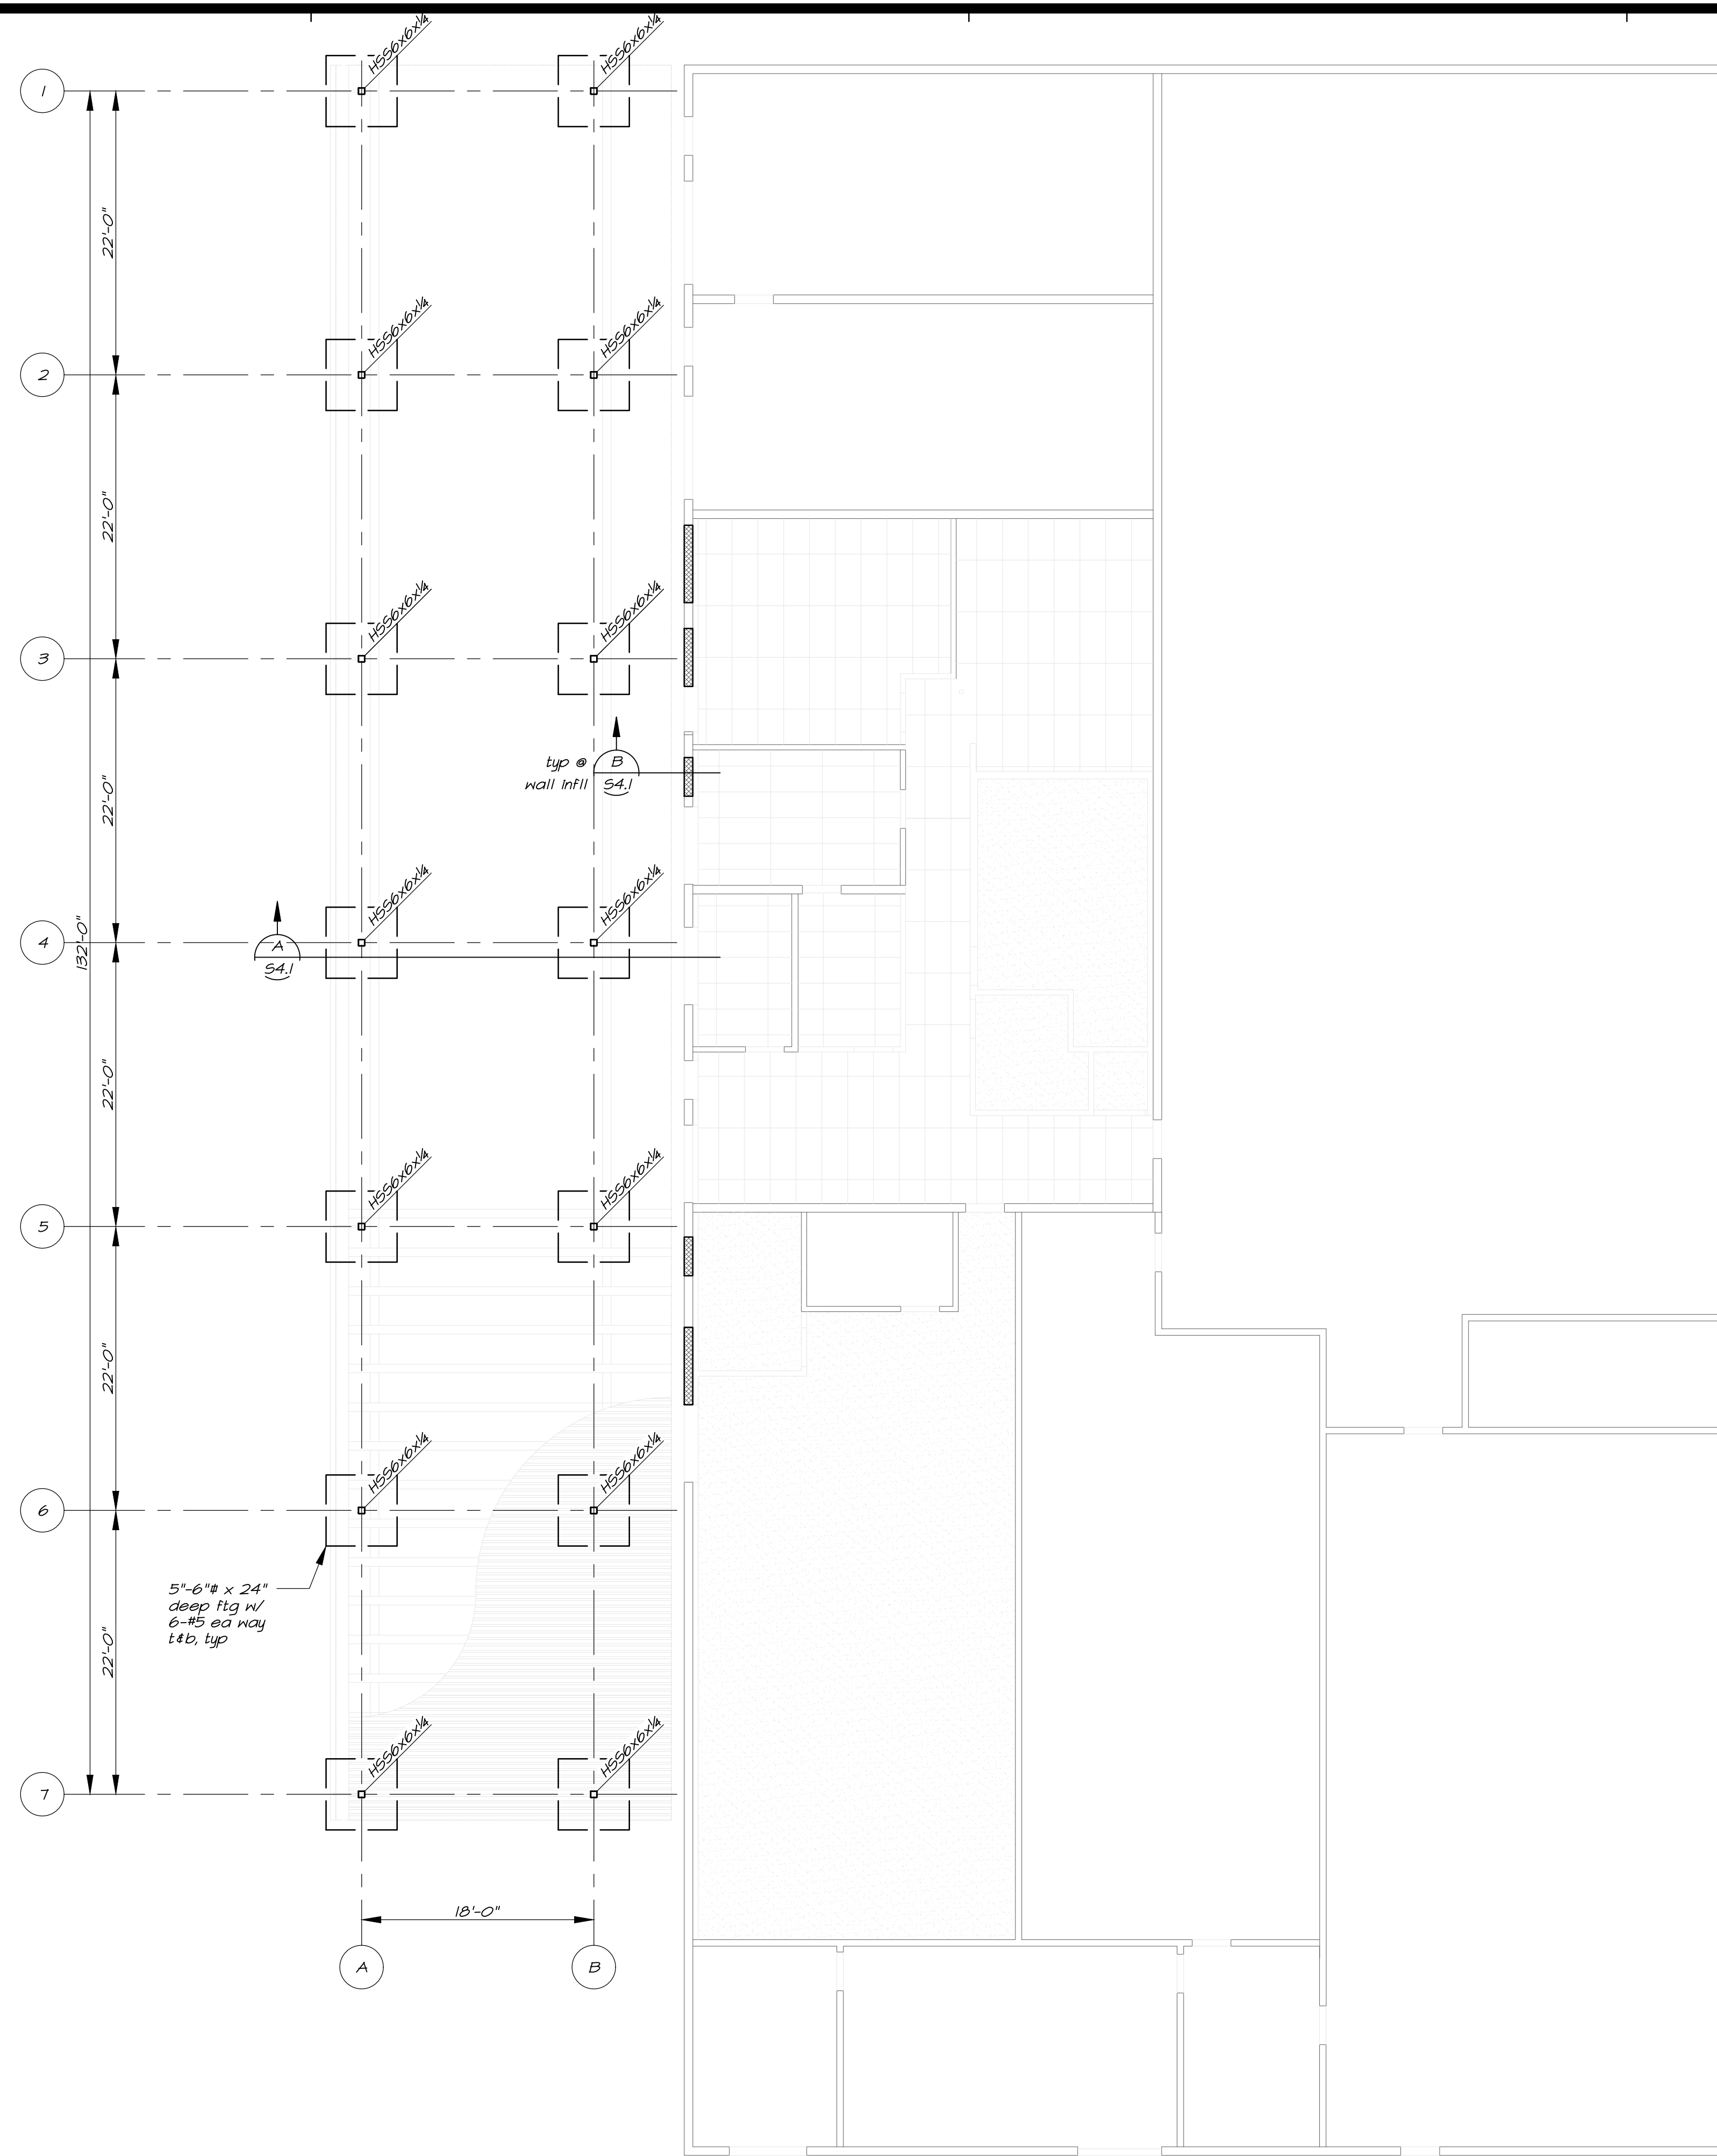 HSS6x6x1/4
HSS6x6x1/4
1
22'-0"
HSS6x6x1/4
HSS6x6x1/4
2
22'-0"
HSS6x6x1/4
HSS6x6x1/4
3
typ @
wall infll
B
S4.1
22'-0"
HSS6x6x1/4
HSS6x6x1/4
4
132'-0"
A
S4.1
22'-0"
HSS6x6x1/4
HSS6x6x1/4
5
22'-0"
HSS6x6x1/4
HSS6x6x1/4
6
5"-6"⌗ x 24"
deep ftg w/
6-#5 ea way
t&b, typ
22'-0"
HSS6x6x1/4
HSS6x6x1/4
7
18'-0"
A
B